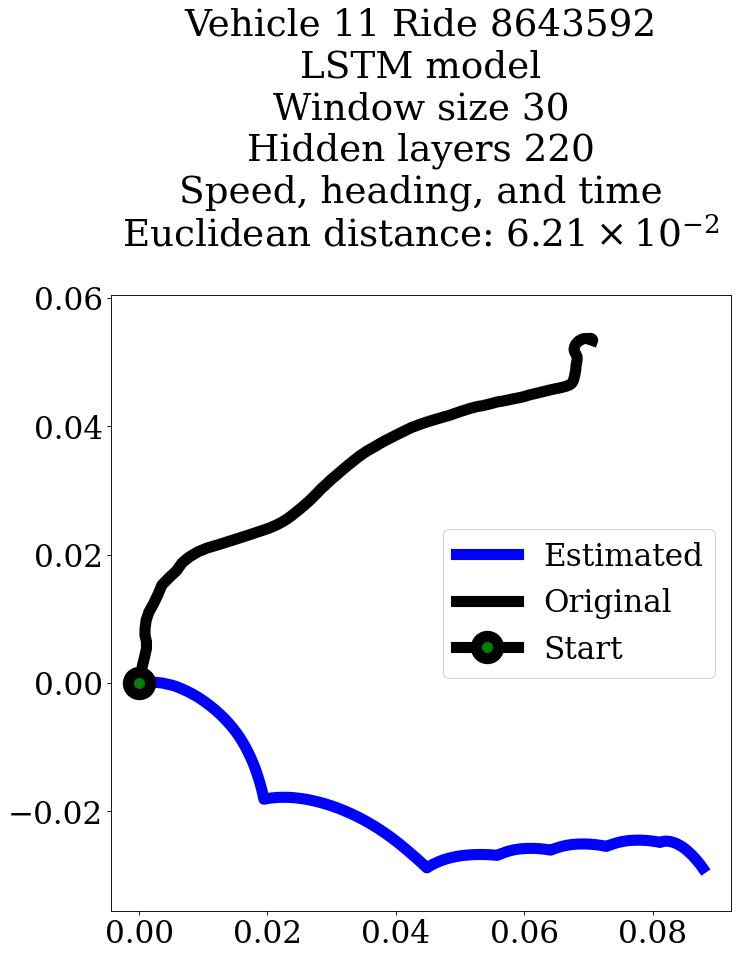 Vehicle 11 Ride 8643592
LSTM model
Window size 30
Hidden layers 220
Speed, heading, and time
Euclidean distance: 6.21 × 10⁻²
0.06
0.04
0.02
0.00
−0.02
Estimated
Original
Start
0.00 0.02 0.04 0.06 0.08